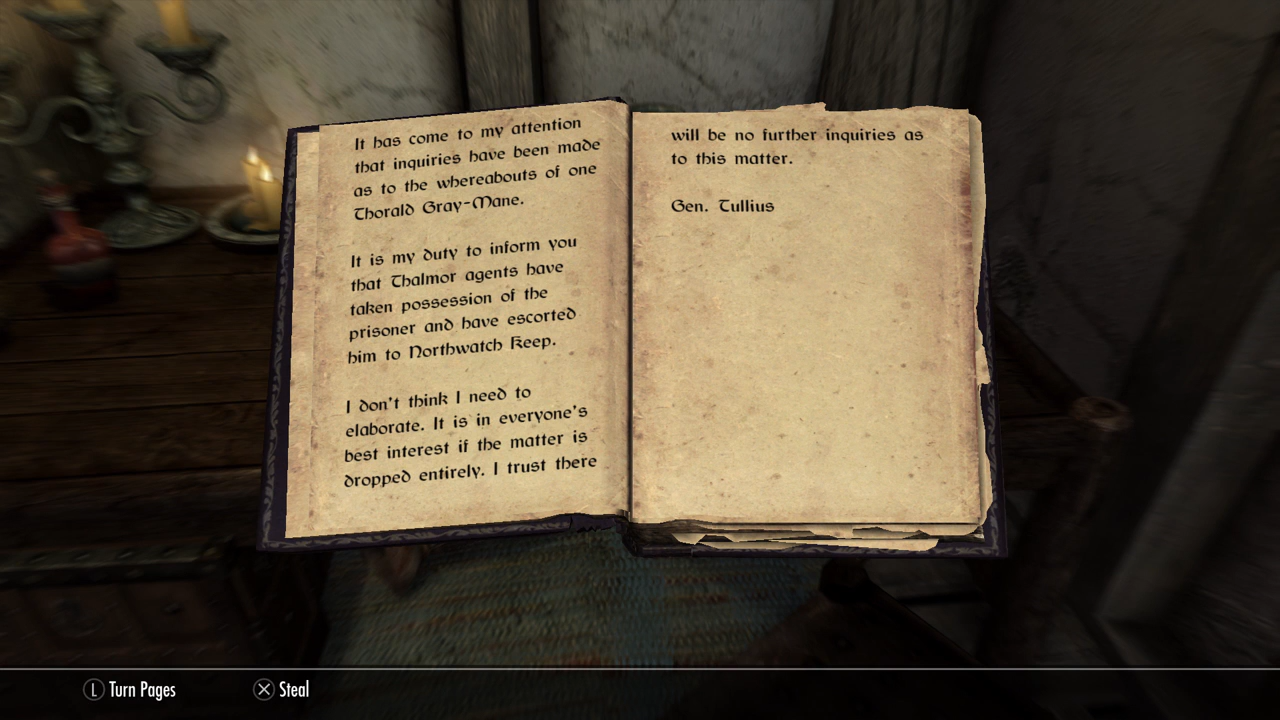 It has come to my attention
that inquiries have been made
as to the whereabouts of one
Thorald Gray-Mane.
It is my duty to inform you
that Thalmor agents have
taken possession of the
prisoner and have escorted
him to Northwatch Keep.
I don't think I need to
elaborate. It is in everyone's
best interest if the matter is
dropped entirely. I trust there
will be no further inquiries as
to this matter.
Gen. Tullius
L Turn Pages
X Steal